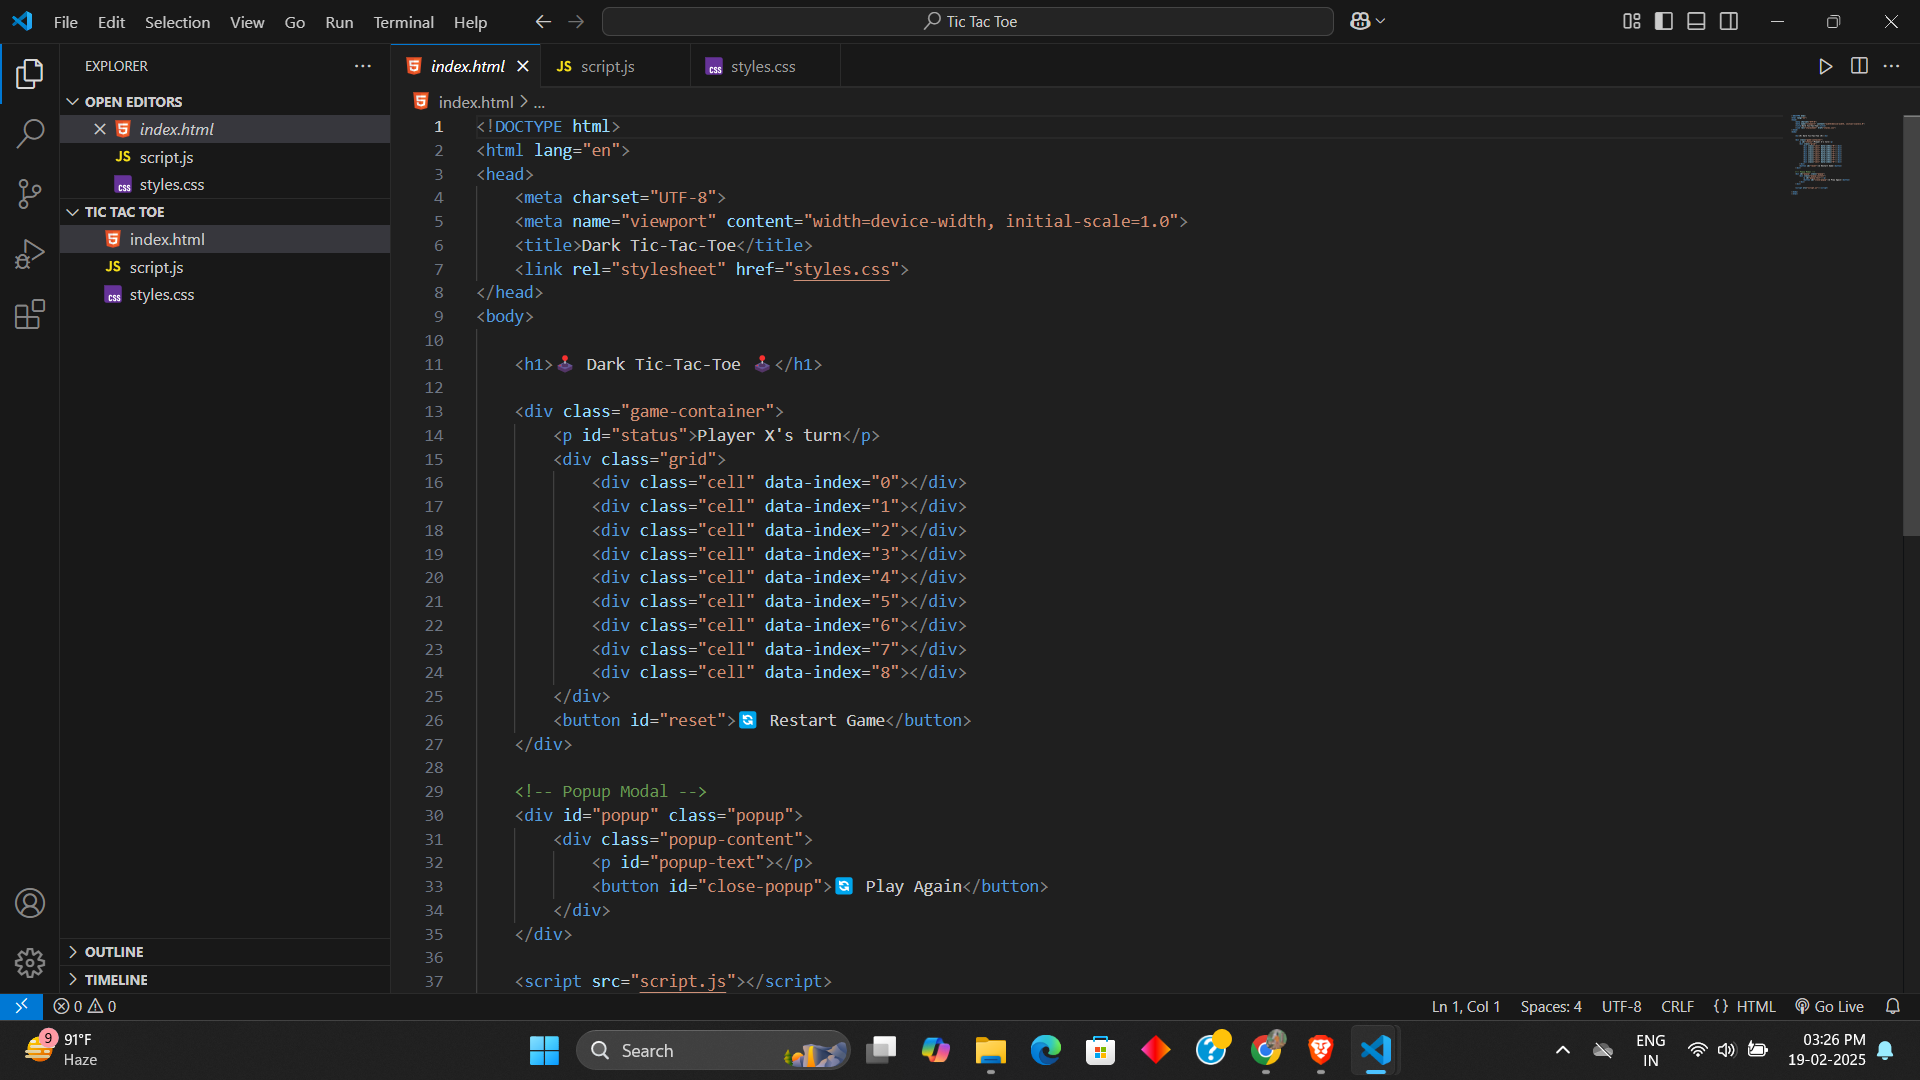 File Edit Selection View Go Run Terminal Help
Tic Tac Toe
EXPLORER
OPEN EDITORS
index.html
JS script.js
css styles.css
TIC TAC TOE
index.html
JS script.js
css styles.css
OUTLINE
TIMELINE
index.html
JS script.js
css styles.css
index.html > ...
1 <!DOCTYPE html>
2 <html lang="en">
3 <head>
4 <meta charset="UTF-8">
5 <meta name="viewport" content="width=device-width, initial-scale=1.0">
6 <title>Dark Tic-Tac-Toe</title>
7 <link rel="stylesheet" href="styles.css">
8 </head>
9 <body>
10
11 <h1>🕹️ Dark Tic-Tac-Toe 🕹️</h1>
12
13 <div class="game-container">
14 <p id="status">Player X's turn</p>
15 <div class="grid">
16 <div class="cell" data-index="0"></div>
17 <div class="cell" data-index="1"></div>
18 <div class="cell" data-index="2"></div>
19 <div class="cell" data-index="3"></div>
20 <div class="cell" data-index="4"></div>
21 <div class="cell" data-index="5"></div>
22 <div class="cell" data-index="6"></div>
23 <div class="cell" data-index="7"></div>
24 <div class="cell" data-index="8"></div>
25 </div>
26 <button id="reset">🔄 Restart Game</button>
27 </div>
28
29 <!-- Popup Modal -->
30 <div id="popup" class="popup">
31 <div class="popup-content">
32 <p id="popup-text"></p>
33 <button id="close-popup">🔄 Play Again</button>
34 </div>
35 </div>
36
37 <script src="script.js"></script>
0 0
Ln 1, Col 1 Spaces: 4 UTF-8 CRLF {} HTML Go Live
9
91°F
Haze
Search
ENG
IN
03:26 PM
19-02-2025